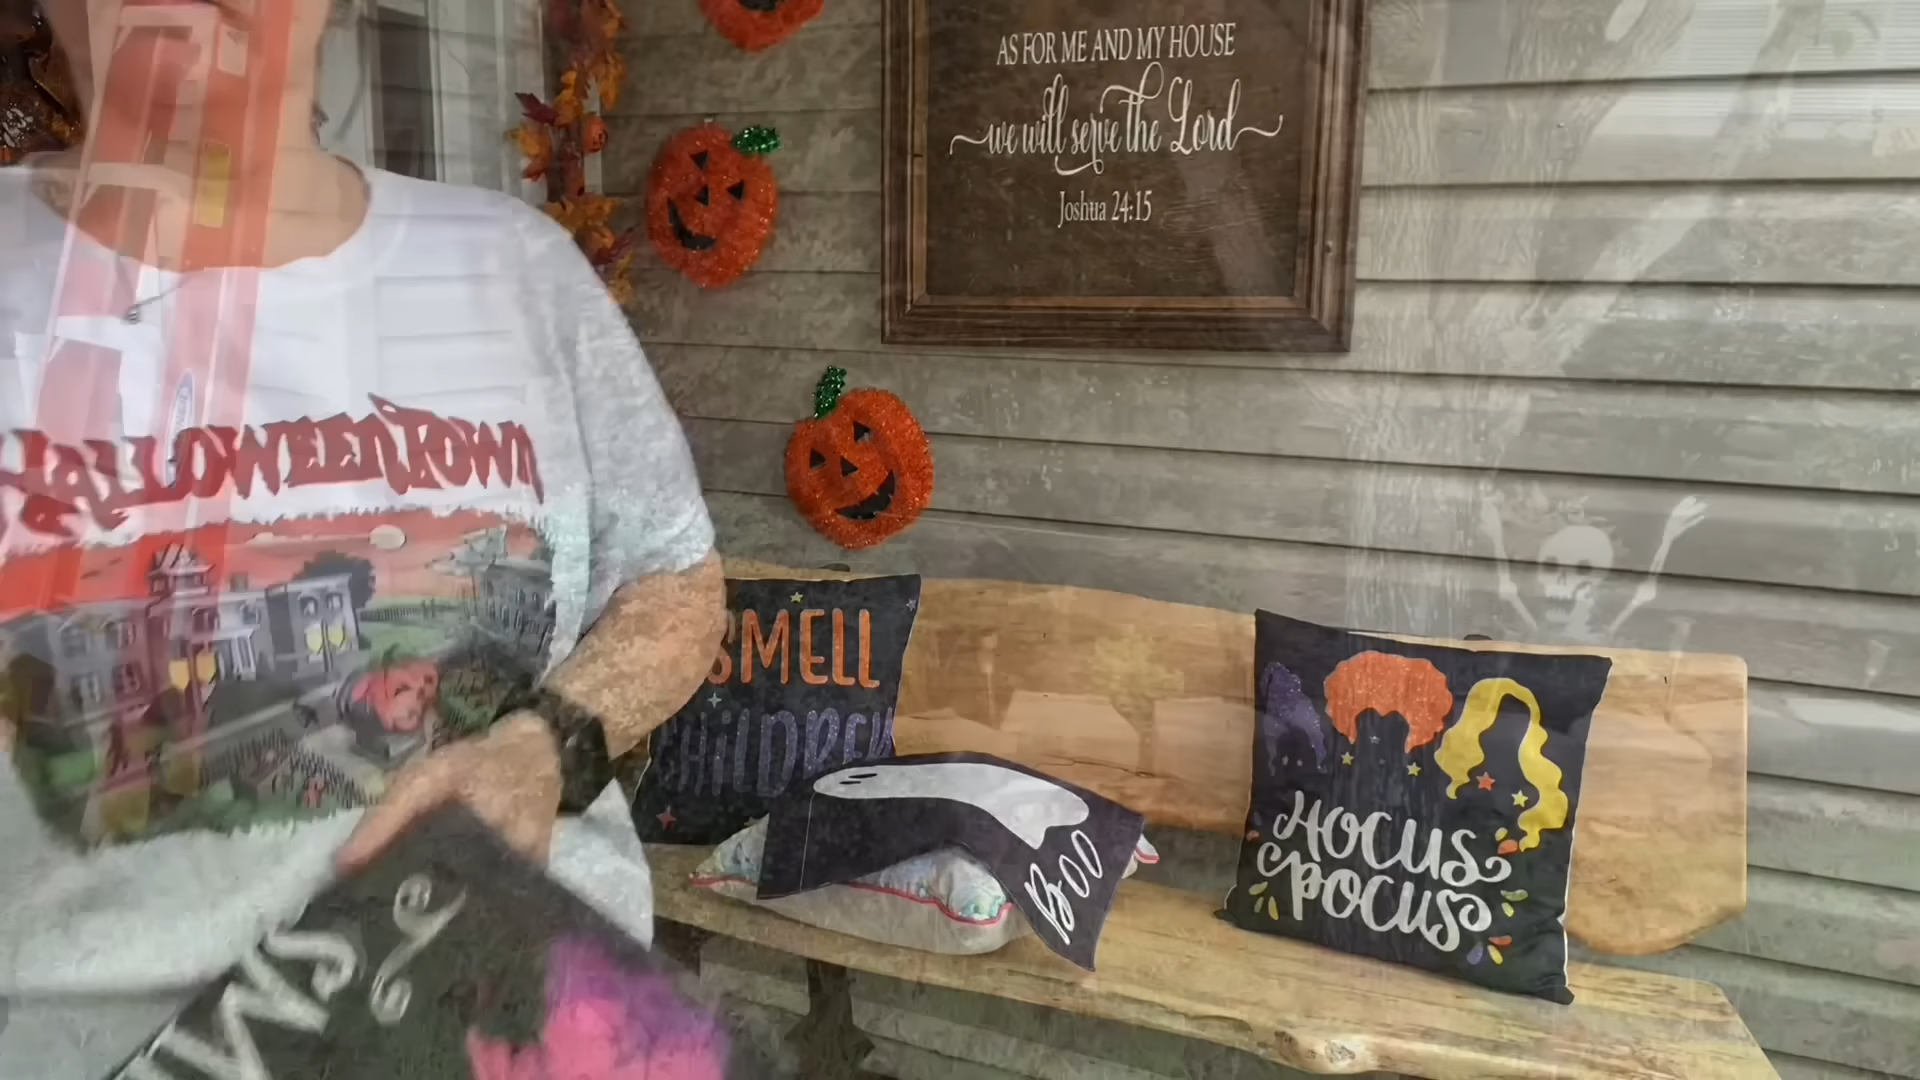 AS FOR ME AND MY HOUSE
we will serve the Lord
Joshua 24:15
HALLOWEENTOWN
SMELL
CHILDREN
BOO
HOCUS
POCUS